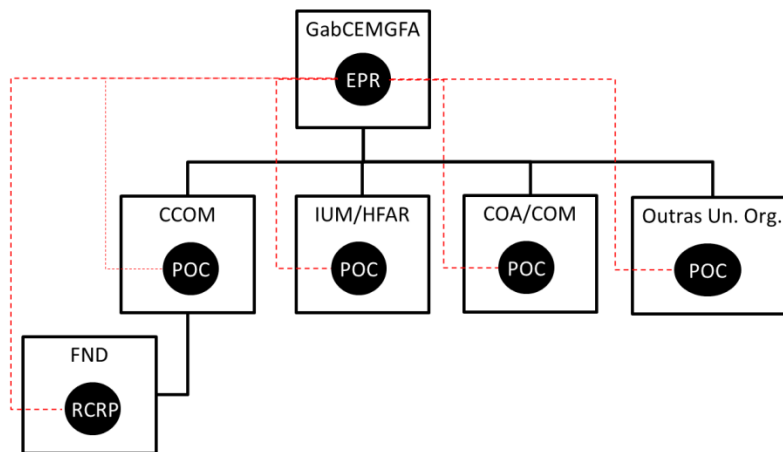 GabCEMGFA
EPR
CCOM
IUM/HFAR
COA/COM
Outras Un. Org.
POC
POC
POC
POC
FND
RCRP